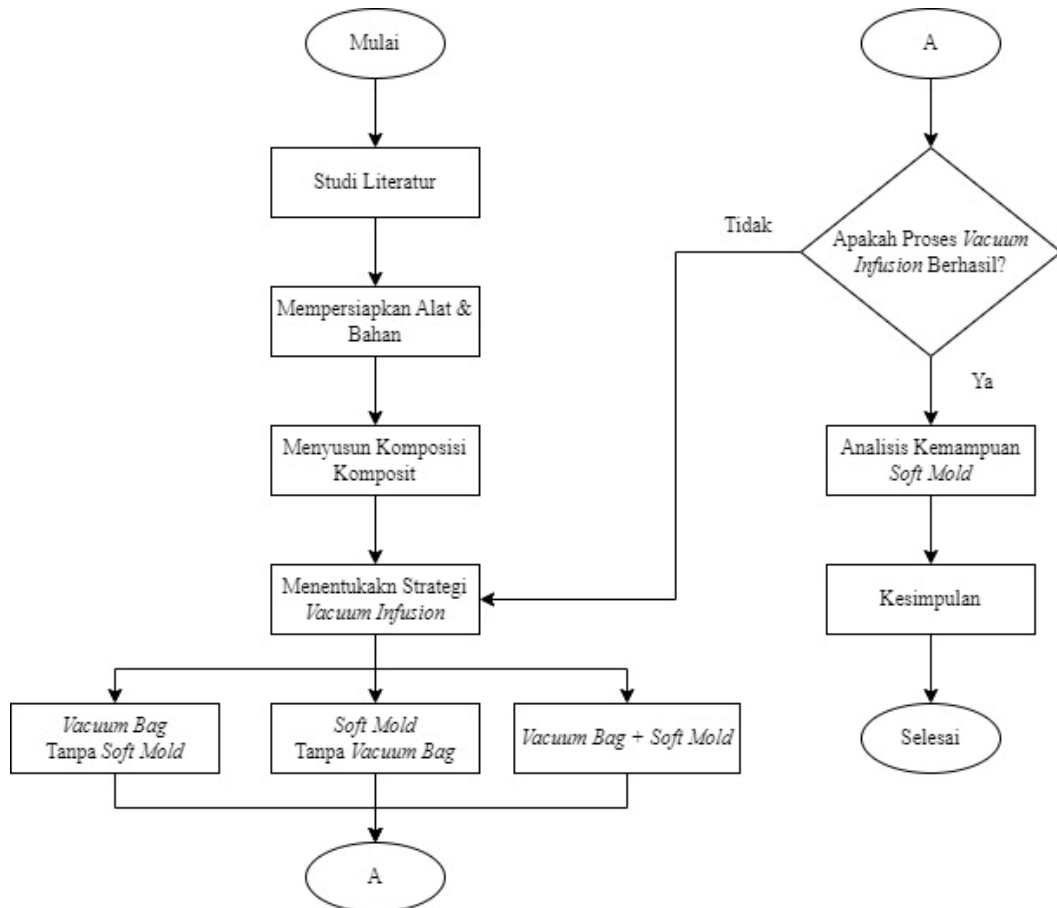 Mulai
Studi Literatur
Mempersiapkan Alat &
Bahan
Menyusun Komposisi
Komposit
Menentukakn Strategi
Vacuum Infusion
Vacuum Bag
Tanpa Soft Mold
Soft Mold
Tanpa Vacuum Bag
Vacuum Bag + Soft Mold
A
A
Apakah Proses Vacuum
Infusion Berhasil?
Tidak
Ya
Analisis Kemampuan
Soft Mold
Kesimpulan
Selesai